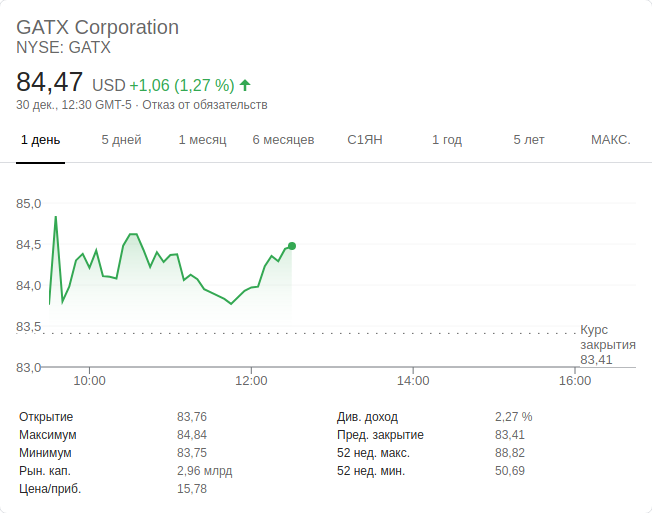 GATX Corporation
NYSE: GATX
84,47 USD +1,06 (1,27 %)
30 дек., 12:30 GMT-5 · Отказ от обязательств
1 день 5 дней 1 месяц 6 месяцев С1ЯН 1 год 5 лет МАКС.
85,0
84,5
84,0
83,5
Курс
закрытия
83,41
83,0
10:00 12:00 14:00 16:00
Открытие 83,76 Див. доход 2,27 %
Максимум 84,84 Пред. закрытие 83,41
Минимум 83,75 52 нед. макс. 88,82
Рын. кап. 2,96 млрд 52 нед. мин. 50,69
Цена/приб. 15,78